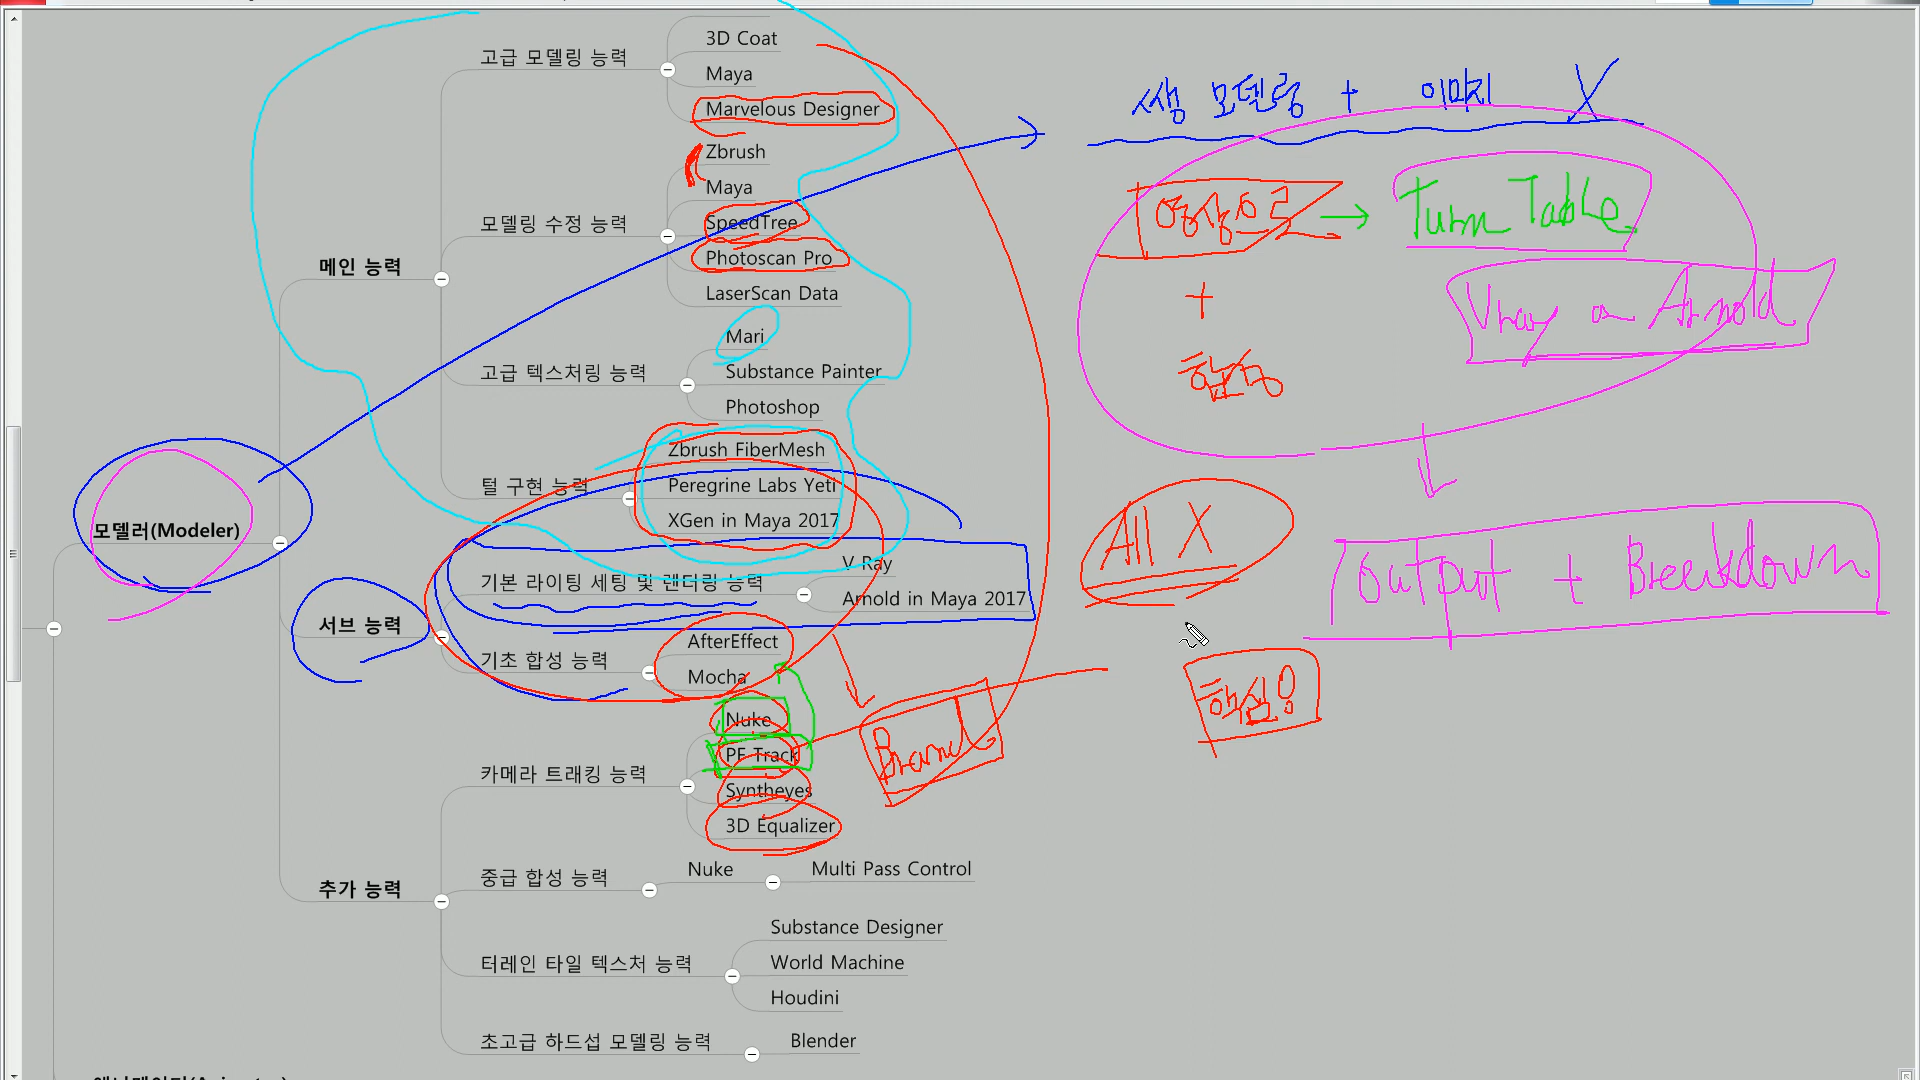 고급 모델링 능력
3D Coat
Maya
Marvelous Designer
모델링 수정 능력
Zbrush
Maya
SpeedTree
Photoscan Pro
LaserScan Data
메인 능력
고급 텍스처링 능력
Mari
Substance Painter
Photoshop
털 구현 능력
Zbrush FiberMesh
Peregrine Labs Yeti
XGen in Maya 2017
모델러(Modeler)
기본 라이팅 세팅 및 랜더링 능력
V Ray
Arnold in Maya 2017
서브 능력
기초 합성 능력
AfterEffect
Mocha
카메라 트래킹 능력
Nuke
PF Track
Syntheyes
3D Equalizer
추가 능력
중급 합성 능력
Nuke
Multi Pass Control
터레인 타일 텍스처 능력
Substance Designer
World Machine
Houdini
초고급 하드섭 모델링 능력
Blender
쌩 모델링 + 이미지 X
영상으로 → Turn Table
Vray or Arnold
+
합성
All X
Output + Breakdown
Brand